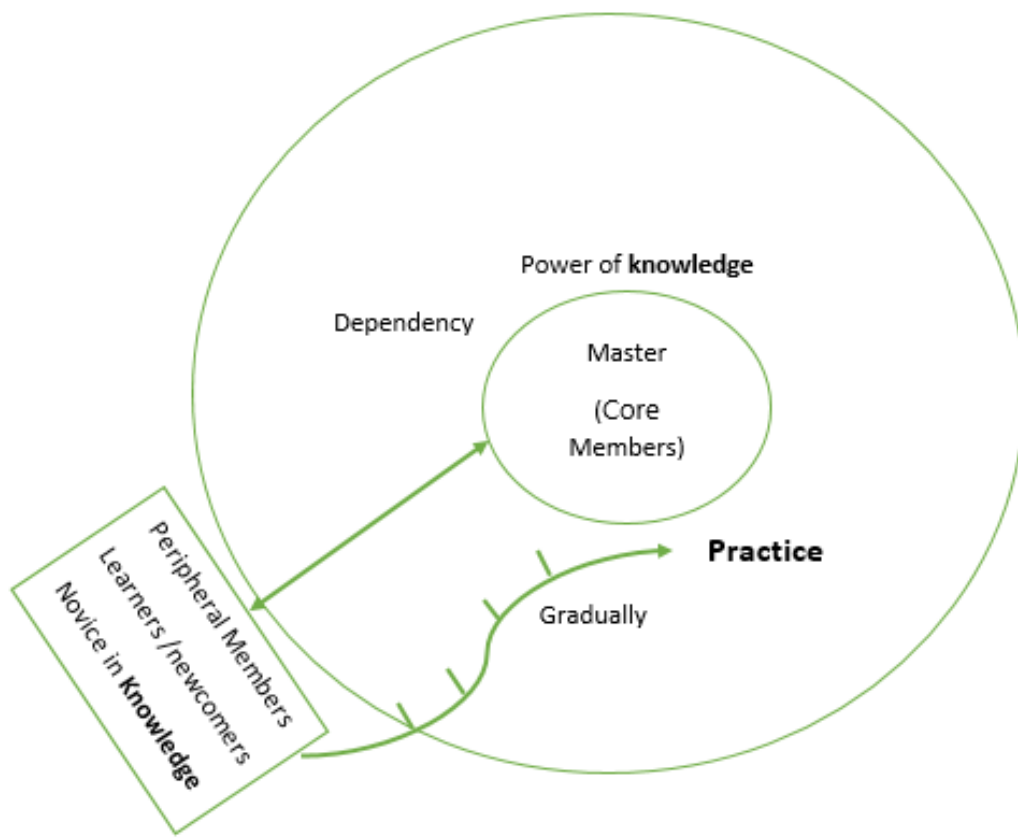 Power of knowledge
Dependency
Master
(Core
Members)
Practice
Gradually
Peripheral Members
Learners /newcomers
Novice in Knowledge